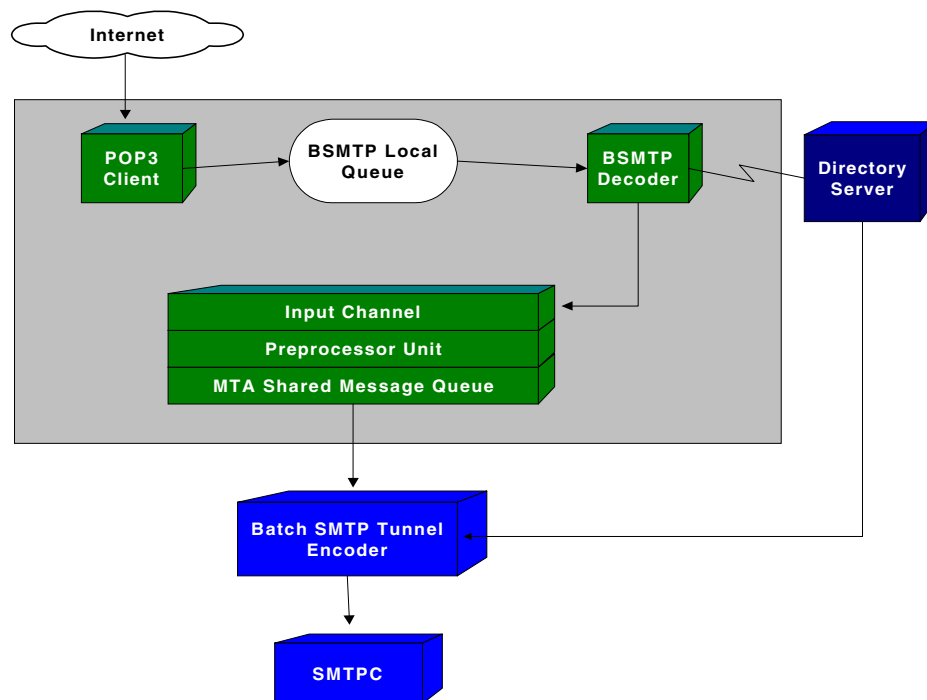 Internet
POP3
Client
BSMTP Local
Queue
BSMTP
Decoder
Directory
Server
Input Channel
Preprocessor Unit
MTA Shared Message Queue
Batch SMTP Tunnel
Encoder
SMTPC